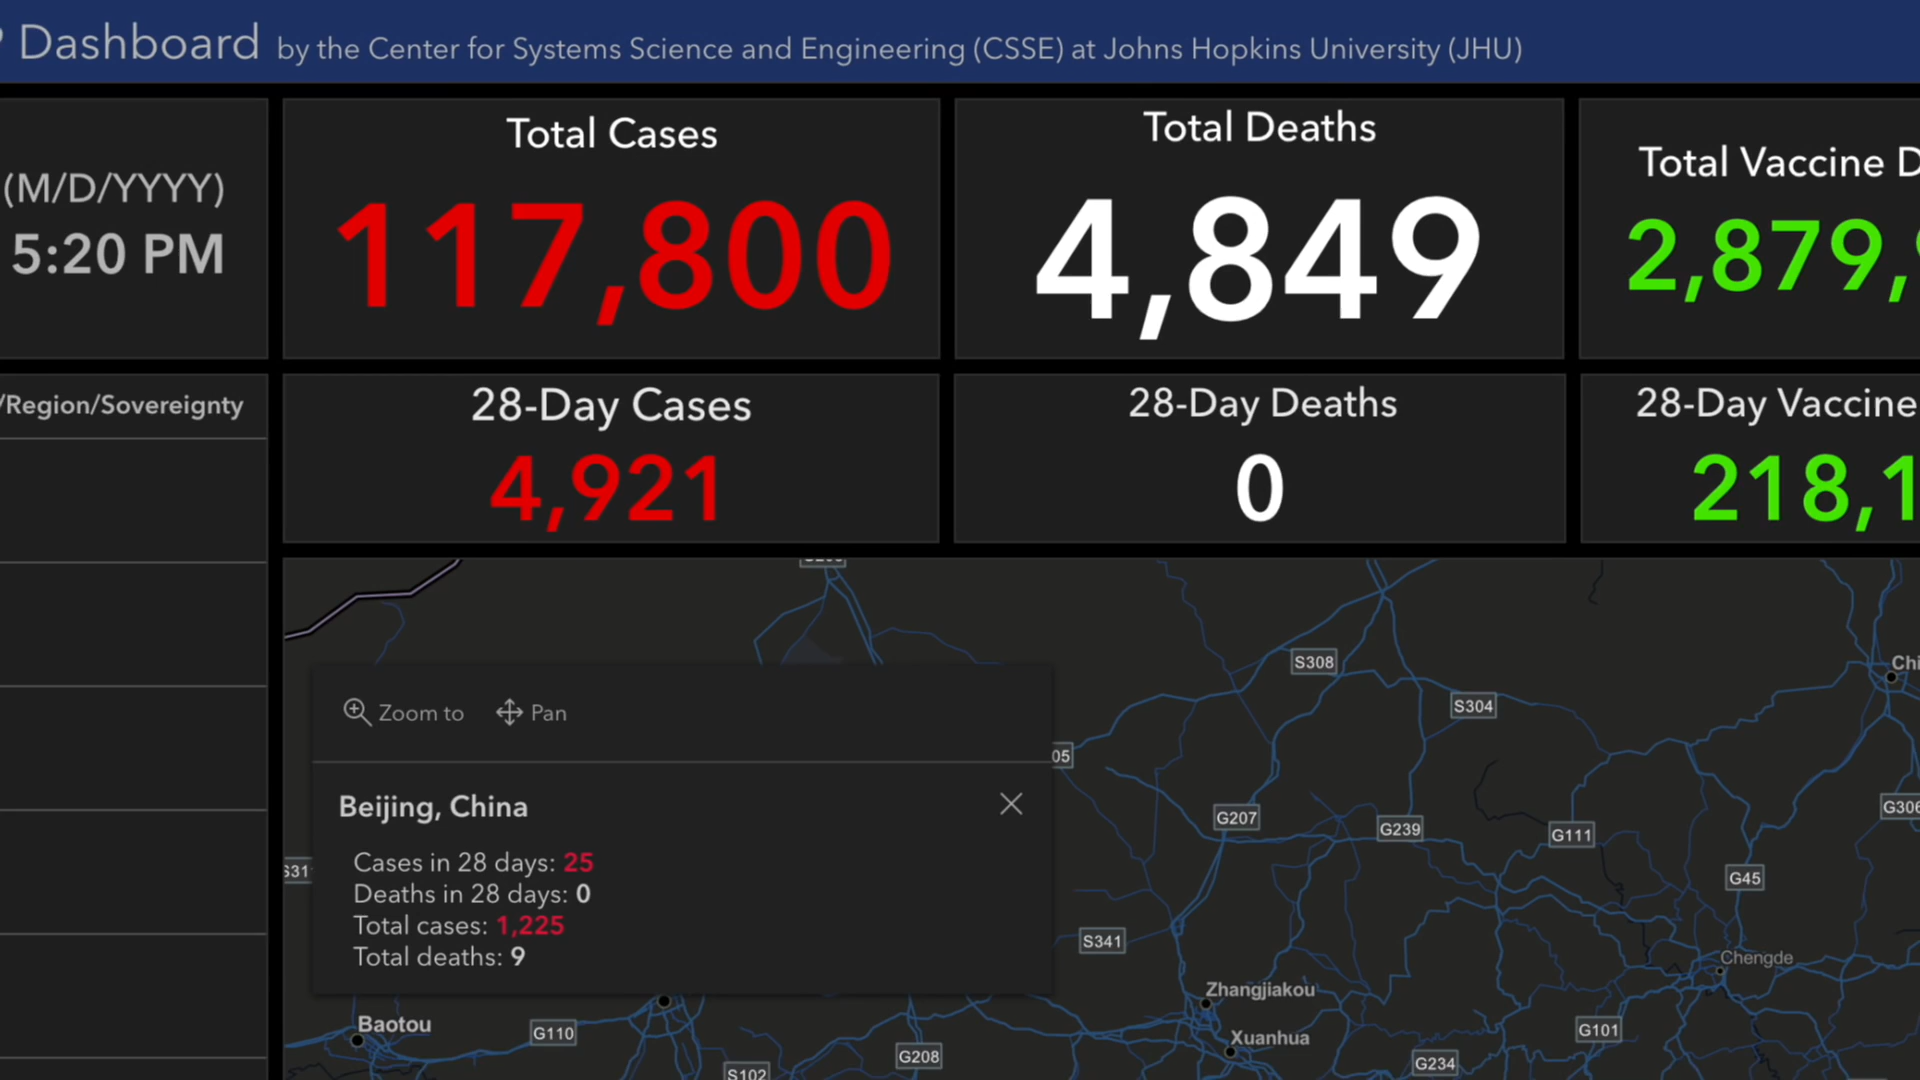 Dashboard by the Center for Systems Science and Engineering (CSSE) at Johns Hopkins University (JHU)
(M/D/YYYY)
5:20 PM
Total Cases
117,800
Total Deaths
4,849
Total Vaccine D
2,879,
/Region/Sovereignty
28-Day Cases
4,921
28-Day Deaths
0
28-Day Vaccine
218,1
S308
S304
Chi
Zoom to
Pan
05
Beijing, China
Cases in 28 days: 25
Deaths in 28 days: 0
Total cases: 1,225
Total deaths: 9
G207
G239
G111
G306
S31
G45
S341
Chengde
Zhangjiakou
Baotou
G110
Xuanhua
G101
G208
G234
S102